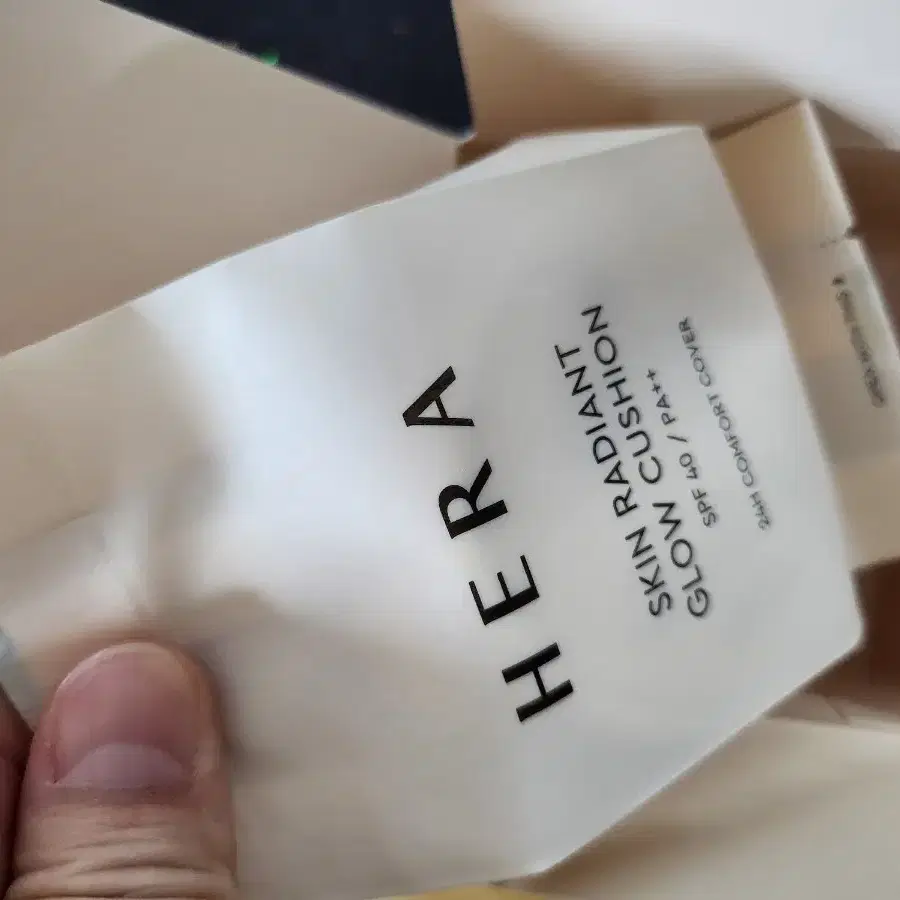 HERA
SKIN RADIANT
GLOW CUSHION
SPF 40 / PA++
24H COMFORT COVER